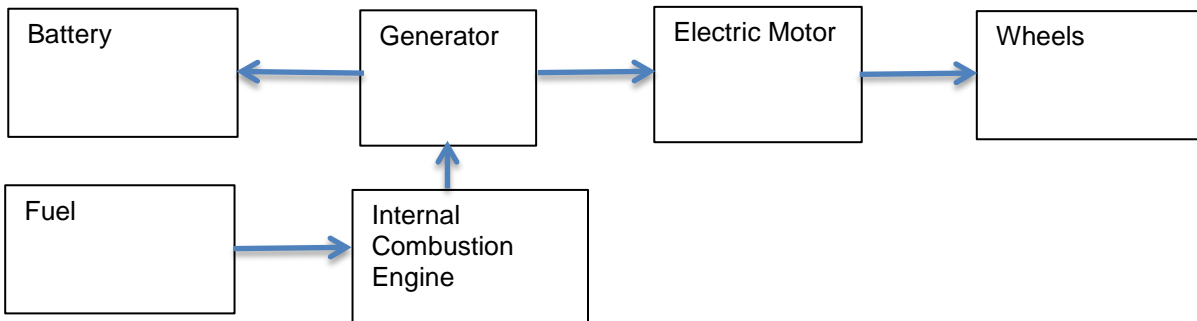 Battery
Generator
Electric Motor
Wheels
Fuel
Internal
Combustion
Engine